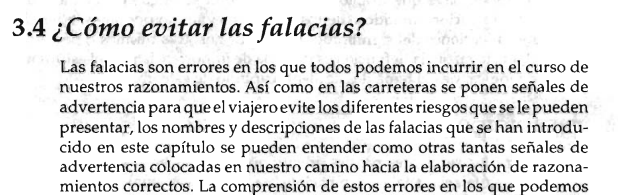 3.4 ¿Cómo evitar las falacias?
Las falacias son errores en los que todos podemos incurrir en el curso de
nuestros razonamientos. Así como en las carreteras se ponen señales de
advertencia para que el viajero evite los diferentes riesgos que se le pueden
presentar, los nombres y descripciones de las falacias que se han introdu-
cido en este capítulo se pueden entender como otras tantas señales de
advertencia colocadas en nuestro camino hacia la elaboración de razona-
mientos correctos. La comprensión de estos errores en los que podemos